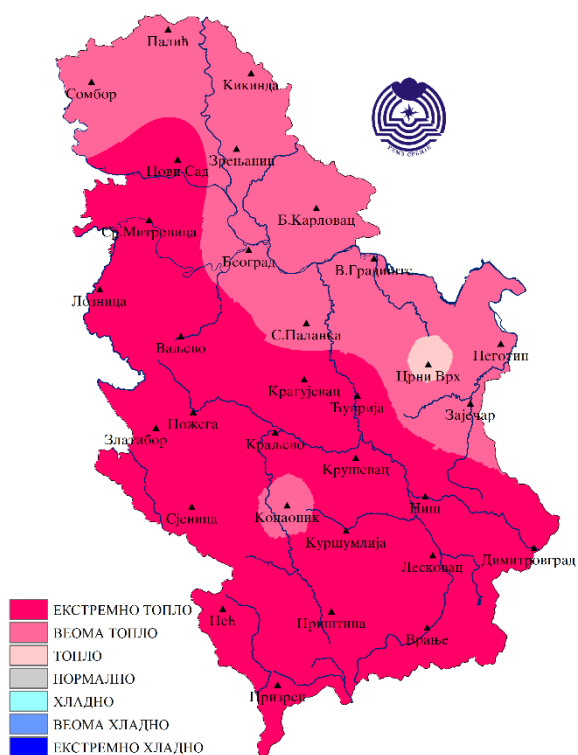 Палић
Кикинда
Сомбор
РХМЗ СРБИЈЕ
Зрењанин
Нови Сад
Б.Карловац
Ср.Митровица
Београд
В.Градиште
Лозница
С.Паланка
Ваљево
Неготин
Црни Врх
Крагујевац
Ћуприја
Зајечар
Пожега
Златибор
Краљево
Крушевац
Ниш
Копаоник
Сјеница
Куршумлија
Димитровград
Лесковац
ЕКСТРЕМНО ТОПЛО
Пећ
Приштина
ВЕОМА ТОПЛО
Врање
ТОПЛО
НОРМАЛНО
ХЛАДНО
Призрен
ВЕОМА ХЛАДНО
ЕКСТРЕМНО ХЛАДНО